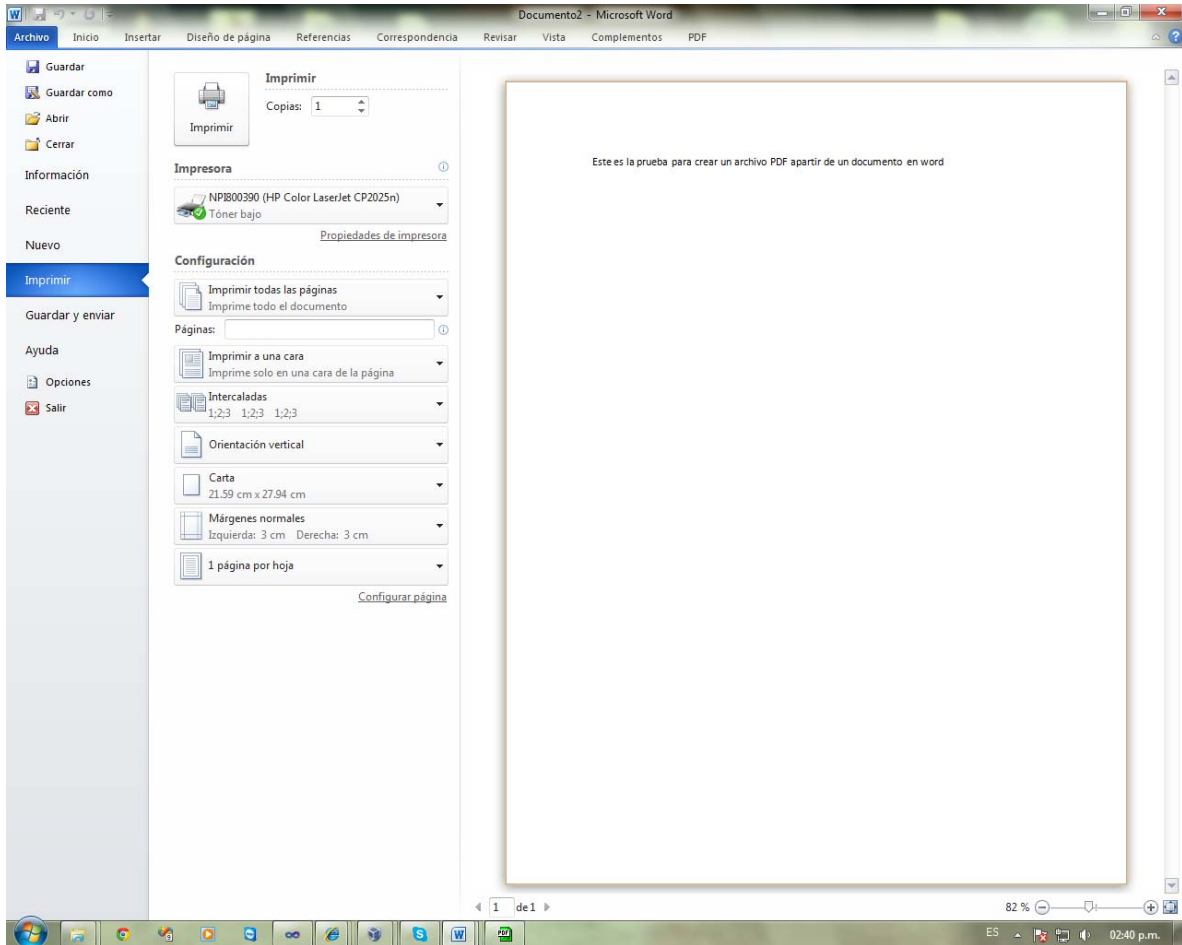 Documento2 - Microsoft Word
Archivo Inicio Insertar Diseño de página Referencias Correspondencia Revisar Vista Complementos PDF
Guardar
Guardar como
Abrir
Cerrar
Información
Reciente
Nuevo
Imprimir
Guardar y enviar
Ayuda
Opciones
Salir
Imprimir
Imprimir
Copias: 1
Impresora
NPI800390 (HP Color LaserJet CP2025n)
Tóner bajo
Propiedades de impresora
Configuración
Imprimir todas las páginas
Imprime todo el documento
Páginas:
Imprimir a una cara
Imprime solo en una cara de la página
Intercaladas
1;2;3 1;2;3 1;2;3
Orientación vertical
Carta
21.59 cm x 27.94 cm
Márgenes normales
Izquierda: 3 cm Derecha: 3 cm
1 página por hoja
Configurar página
Este es la prueba para crear un archivo PDF apartir de un documento en word
1 de 1
82 %
ES 02:40 p.m.